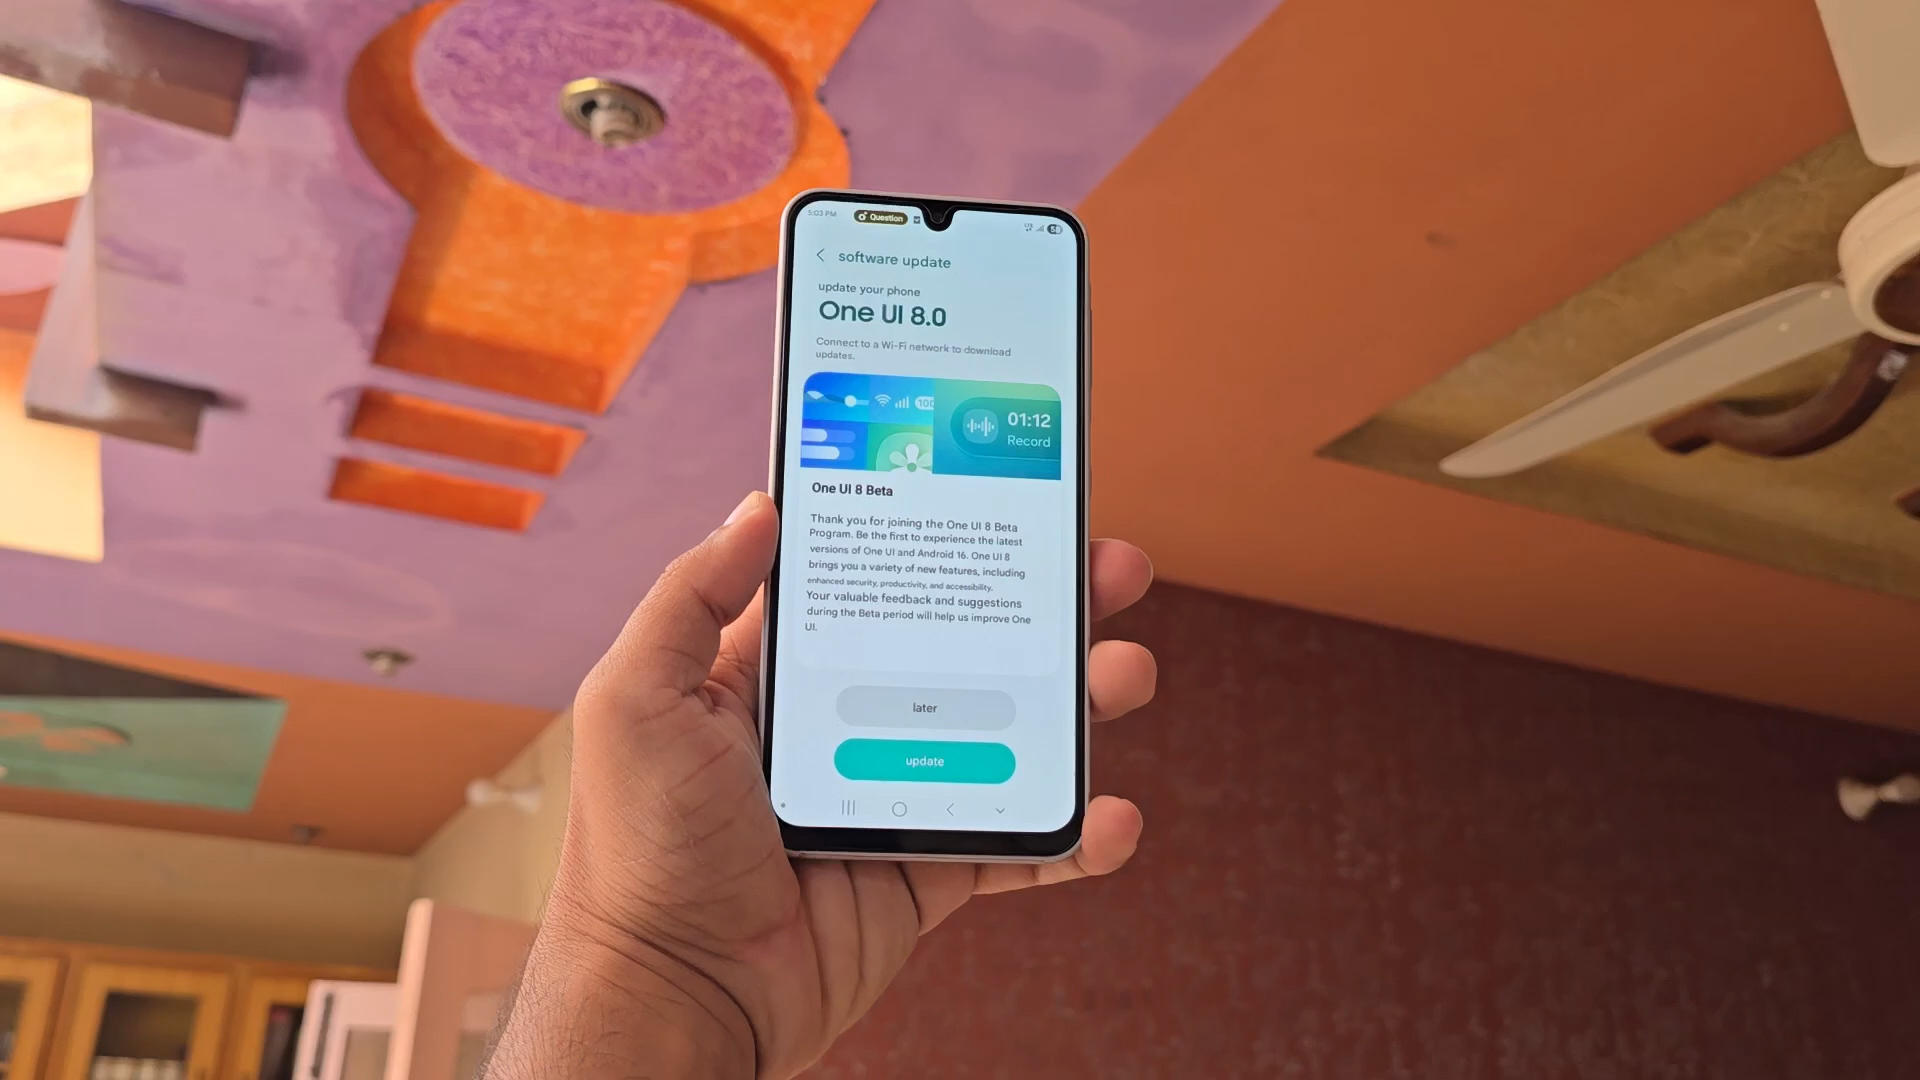 5:03 PM
Question
software update
update your phone
One UI 8.0
Connect to a Wi-Fi network to download
updates.
100
01:12
Record
One UI 8 Beta
Thank you for joining the One UI 8 Beta
Program. Be the first to experience the latest
versions of One UI and Android 16. One UI 8
brings you a variety of new features, including
enhanced security, productivity, and accessibility.
Your valuable feedback and suggestions
during the Beta period will help us improve One
UI.
later
update